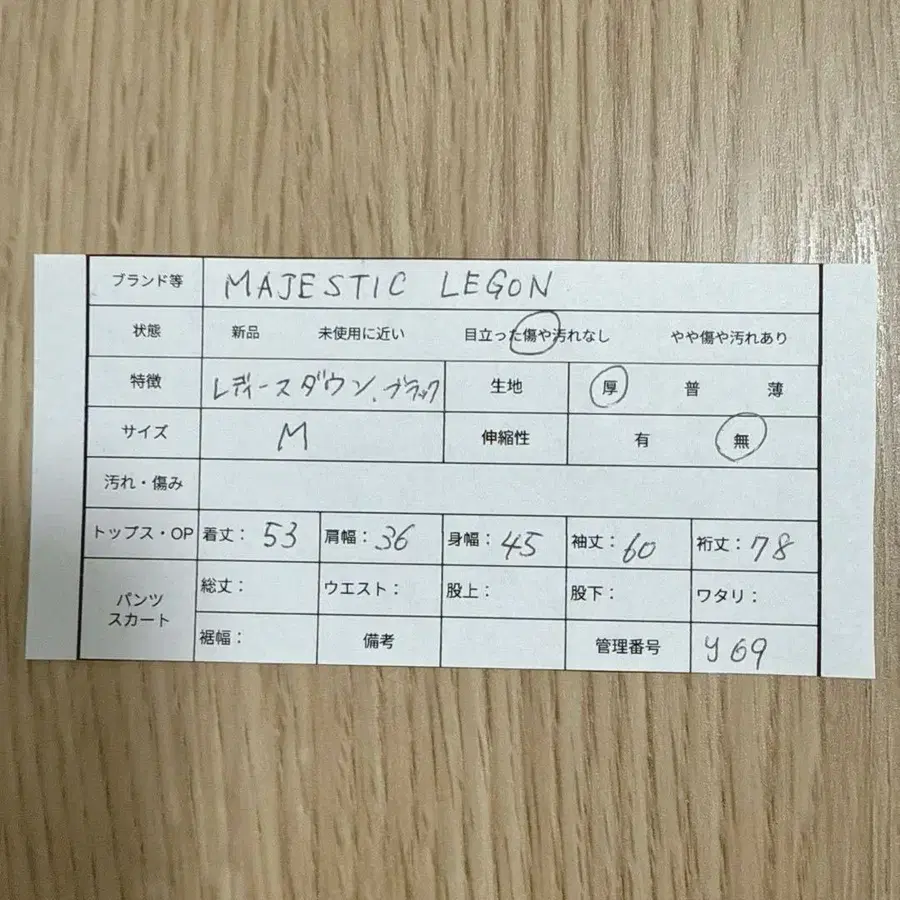 ブランド等 MAJESTIC LEGON
状態 新品 未使用に近い 目立った傷や汚れなし やや傷や汚れあり
特徴 レディースダウン、ブラック 生地 厚 普 薄
サイズ M 伸縮性 有 無
汚れ・傷み
トップス・OP 着丈: 53 肩幅: 36 身幅: 45 袖丈: 60 裄丈: 78
パンツ スカート 総丈: ウエスト: 股上: 股下: ワタリ:
裾幅: 備考 管理番号 y69